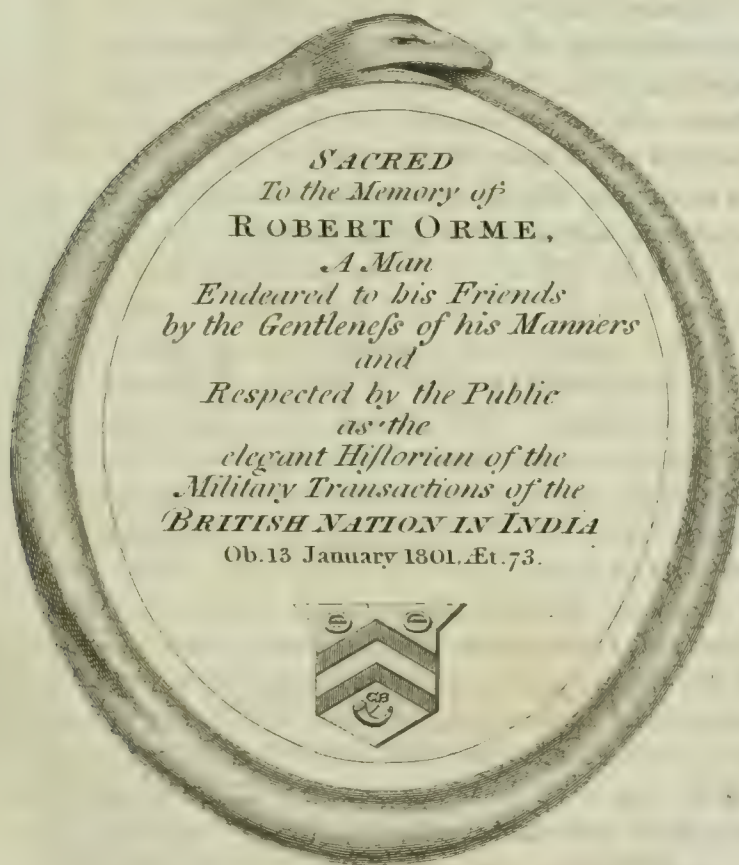 SACRED
To the Memory of
ROBERT ORME,
A Man
Endeared to his Friends
by the Gentleneſs of his Manners
and
Respected by the Public
as the
elegant Hiſtorian of the
Military Transactions of the
BRITISH NATION IN INDIA
Ob. 13 January 1801. Æt. 73.